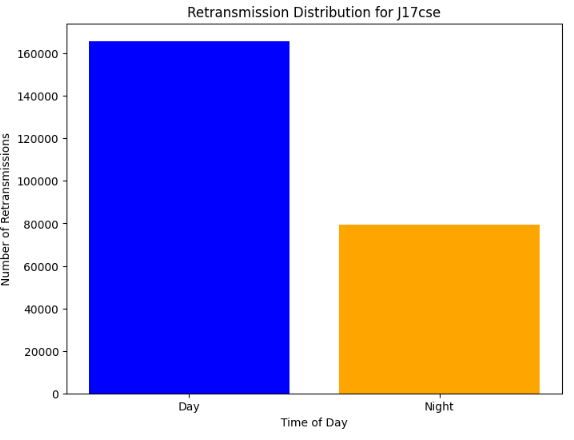 Retransmission Distribution for J17cse
Number of Retransmissions
160000
140000
120000
100000
80000
60000
40000
20000
0
Day
Night
Time of Day